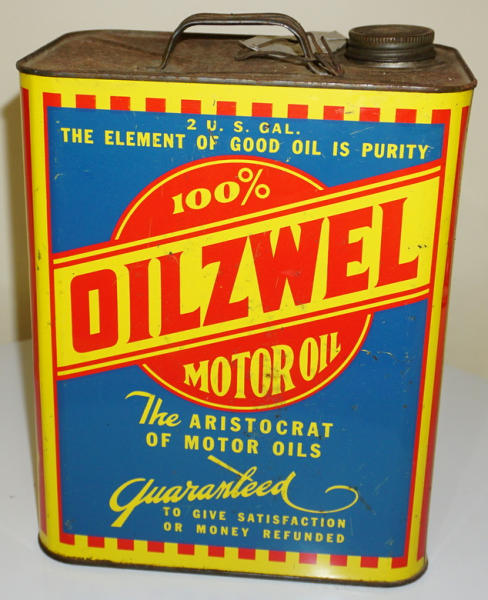 2 U. S. GAL.
THE ELEMENT OF GOOD OIL IS PURITY
100%
OILZWEL
MOTOR OIL
The ARISTOCRAT
OF MOTOR OILS
Guaranteed
TO GIVE SATISFACTION
OR MONEY REFUNDED